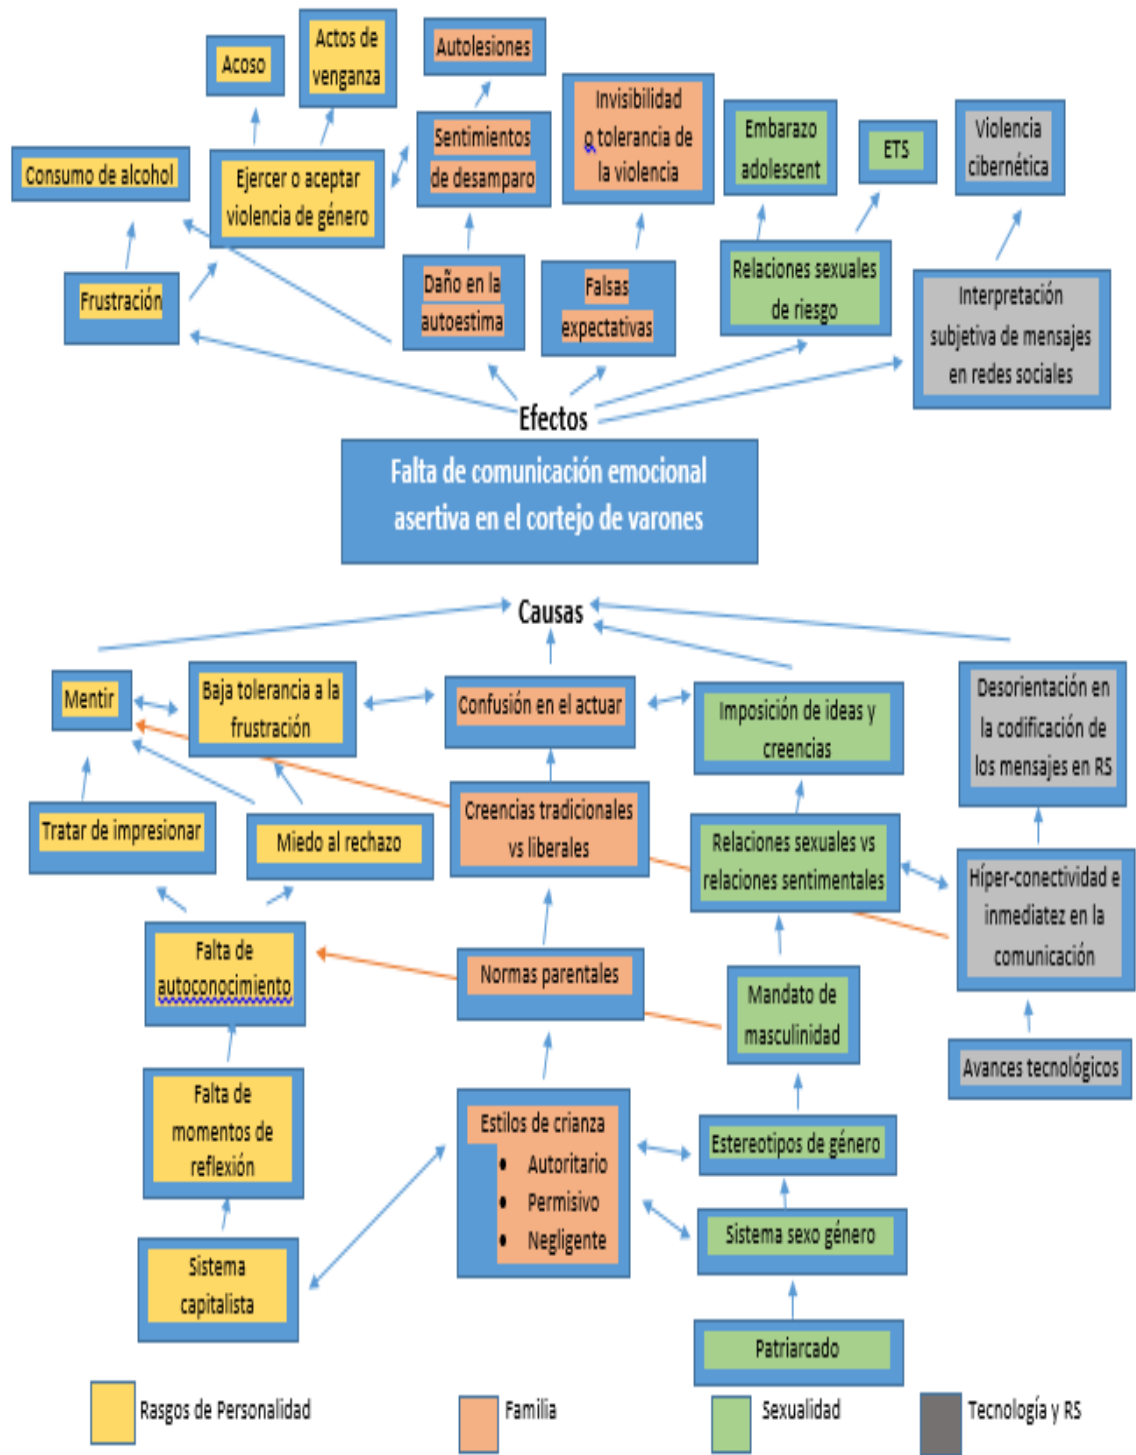 Acoso
Actos de
venganza
Autolesiones
Invisibilidad
o tolerancia de
la violencia
Embarazo
adolescent
ETS
Violencia
cibernética
Consumo de alcohol
Ejercer o aceptar
violencia de género
Sentimientos
de desamparo
Frustración
Daño en la
autoestima
Falsas
expectativas
Relaciones sexuales
de riesgo
Interpretación
subjetiva de mensajes
en redes sociales
Efectos
Falta de comunicación emocional
asertiva en el cortejo de varones
Causas
Mentir
Baja tolerancia a la
frustración
Confusión en el actuar
Imposición de ideas y
creencias
Desorientación en
la codificación de
los mensajes en RS
Tratar de impresionar
Miedo al rechazo
Creencias tradicionales
vs liberales
Relaciones sexuales vs
relaciones sentimentales
Híper-conectividad e
inmediatez en la
comunicación
Falta de
autoconocimiento
Normas parentales
Mandato de
masculinidad
Avances tecnológicos
Falta de
momentos de
reflexión
Estilos de crianza
• Autoritario
• Permisivo
• Negligente
Estereotipos de género
Sistema sexo género
Sistema
capitalista
Patriarcado
Rasgos de Personalidad
Familia
Sexualidad
Tecnología y RS